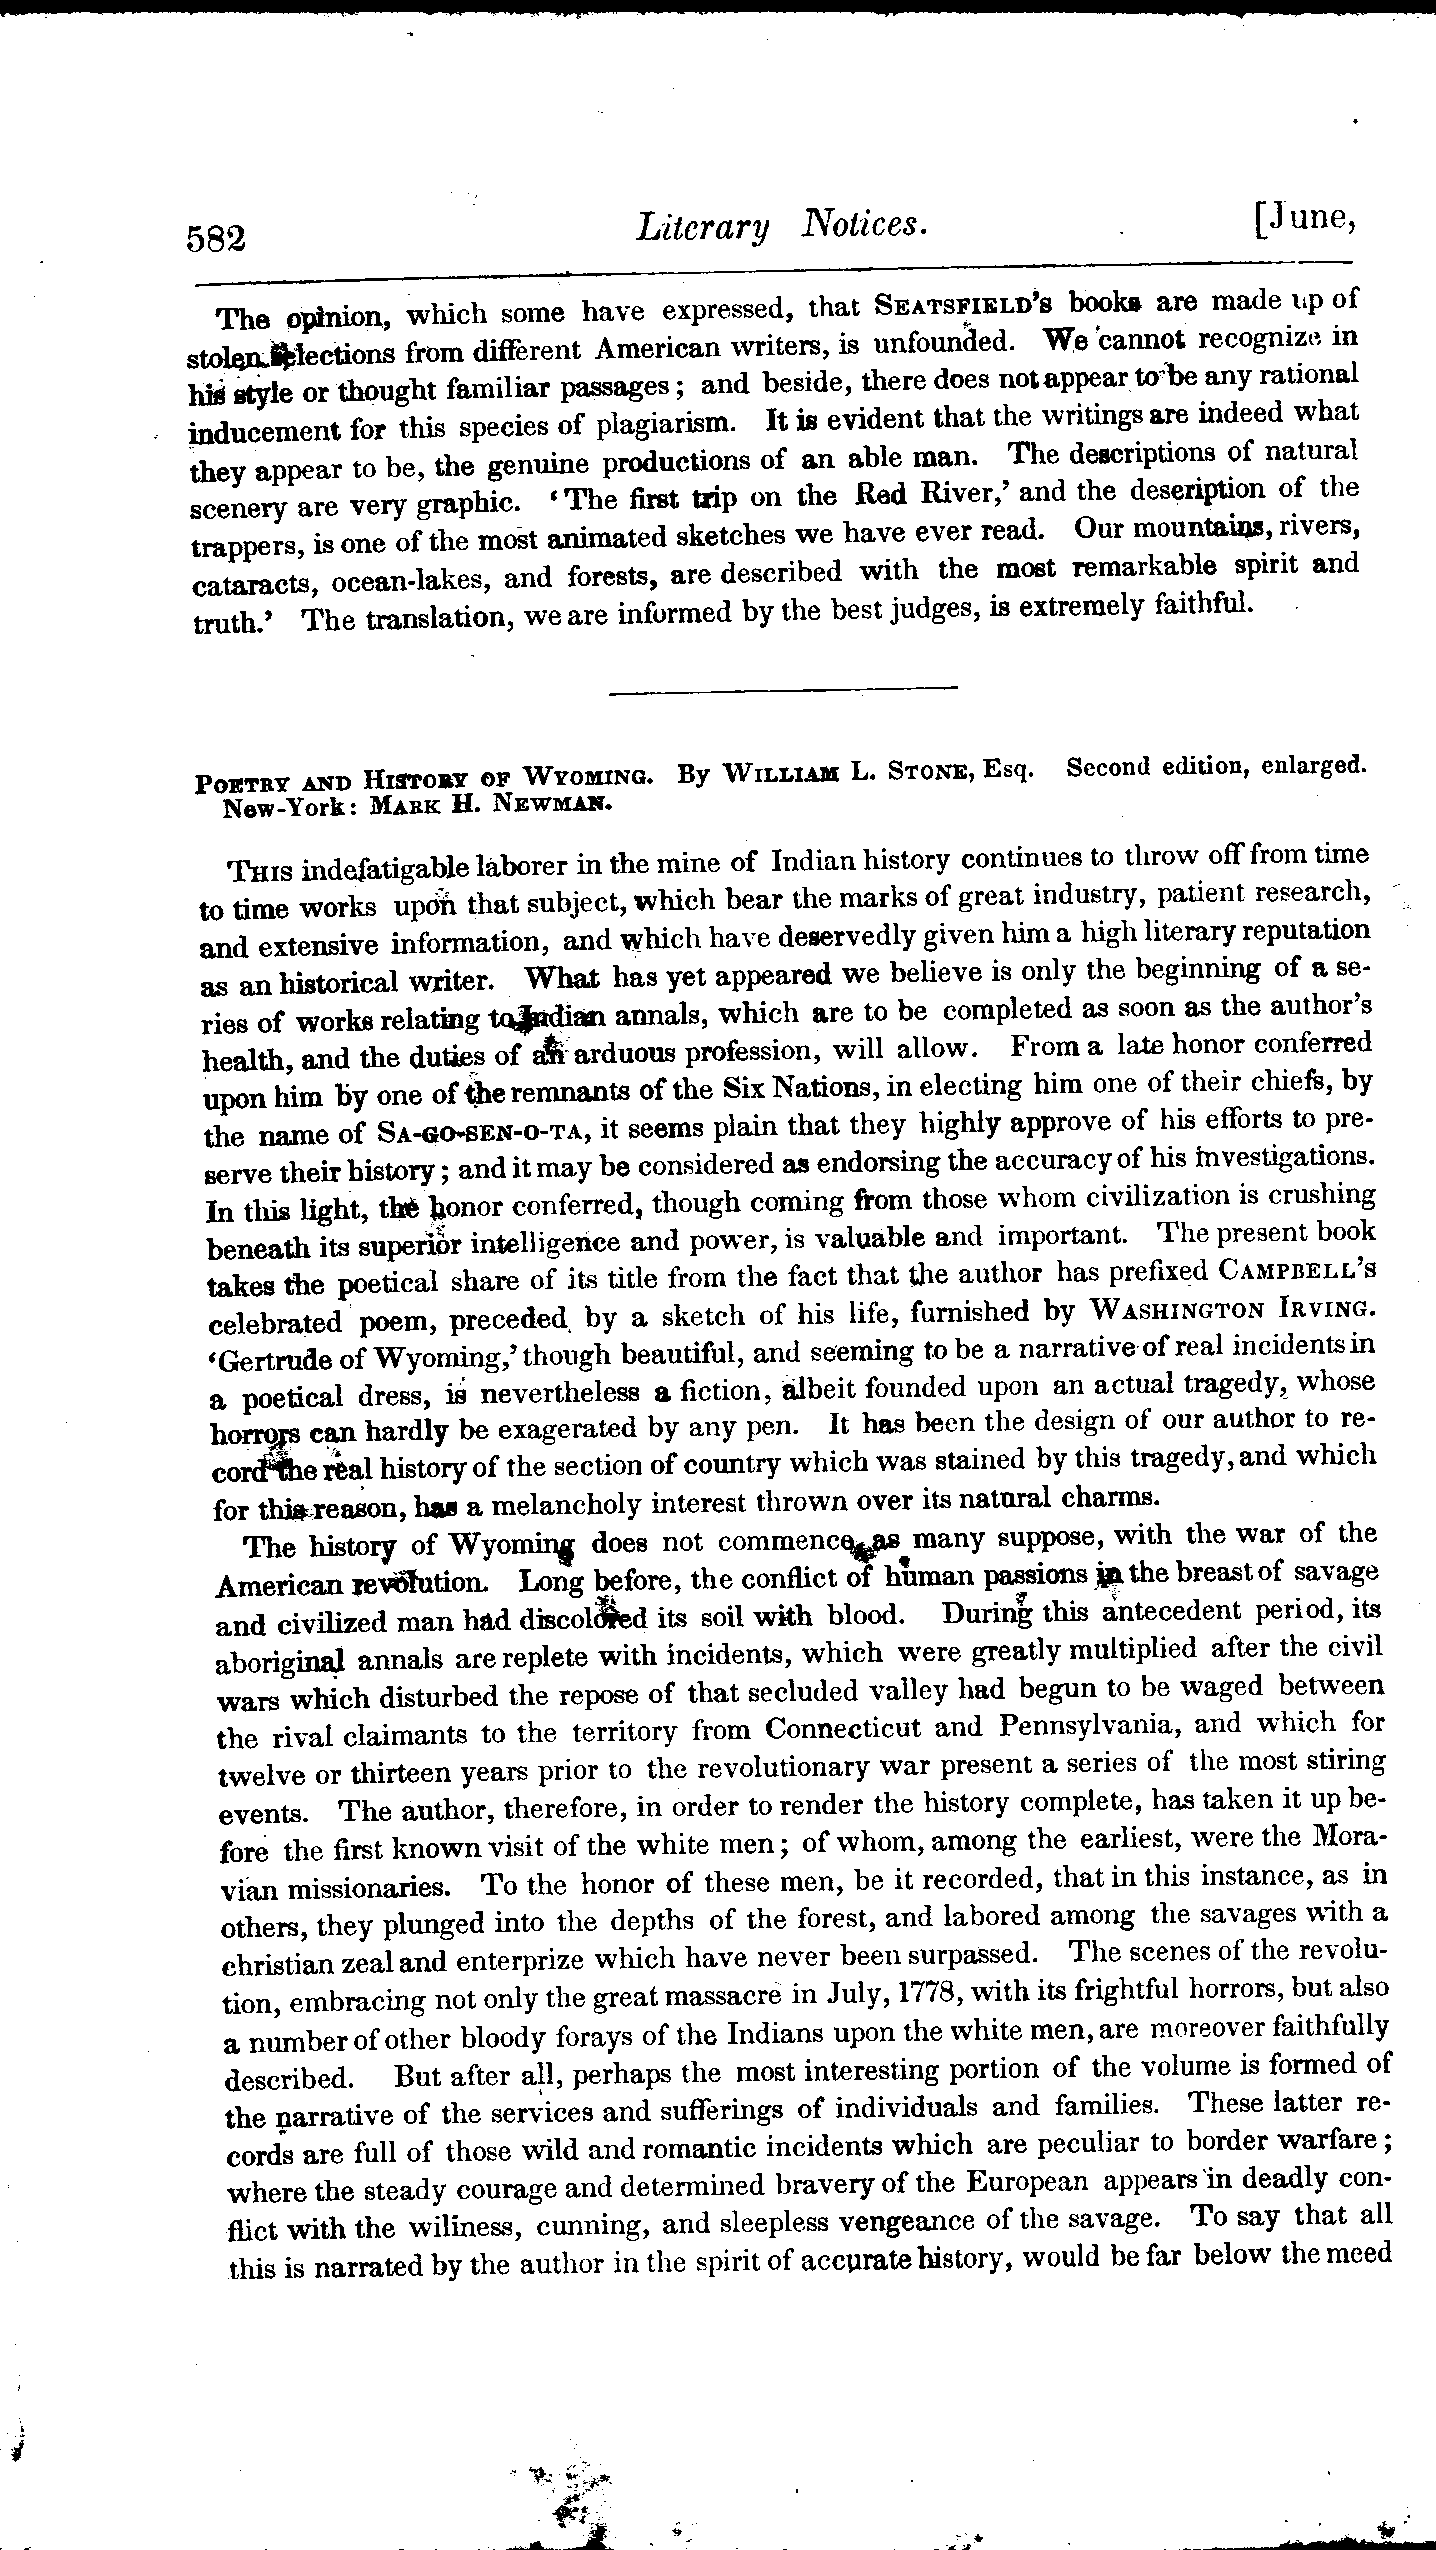 582 Literary Notices. [June,
The opinion, which some have expressed, that SEATSFIELD'S books are made up of
stolen selections from different American writers, is unfounded. We cannot recognize in
his style or thought familiar passages; and beside, there does not appear to be any rational
inducement for this species of plagiarism. It is evident that the writings are indeed what
they appear to be, the genuine productions of an able man. The descriptions of natural
scenery are very graphic. 'The first trip on the Red River,' and the description of the
trappers, is one of the most animated sketches we have ever read. Our mountains, rivers,
cataracts, ocean-lakes, and forests, are described with the most remarkable spirit and
truth.' The translation, we are informed by the best judges, is extremely faithful.
POETRY AND HISTORY OF WYOMING. By WILLIAM L. STONE, Esq. Second edition, enlarged.
New-York: MARK H. NEWMAN.
THIS indefatigable laborer in the mine of Indian history continues to throw off from time
to time works upon that subject, which bear the marks of great industry, patient research,
and extensive information, and which have deservedly given him a high literary reputation
as an historical writer. What has yet appeared we believe is only the beginning of a se-
ries of works relating to Indian annals, which are to be completed as soon as the author's
health, and the duties of an arduous profession, will allow. From a late honor conferred
upon him by one of the remnants of the Six Nations, in electing him one of their chiefs, by
the name of SA-GO-SEN-O-TA, it seems plain that they highly approve of his efforts to pre-
serve their history; and it may be considered as endorsing the accuracy of his investigations.
In this light, the honor conferred, though coming from those whom civilization is crushing
beneath its superior intelligence and power, is valuable and important. The present book
takes the poetical share of its title from the fact that the author has prefixed CAMPBELL'S
celebrated poem, preceded by a sketch of his life, furnished by WASHINGTON IRVING.
'Gertrude of Wyoming,' though beautiful, and seeming to be a narrative of real incidents in
a poetical dress, is nevertheless a fiction, albeit founded upon an actual tragedy, whose
horrors can hardly be exagerated by any pen. It has been the design of our author to re-
cord the real history of the section of country which was stained by this tragedy, and which
for this reason, has a melancholy interest thrown over its natural charms.
The history of Wyoming does not commence, as many suppose, with the war of the
American revolution. Long before, the conflict of human passions in the breast of savage
and civilized man had discolored its soil with blood. During this antecedent period, its
aboriginal annals are replete with incidents, which were greatly multiplied after the civil
wars which disturbed the repose of that secluded valley had begun to be waged between
the rival claimants to the territory from Connecticut and Pennsylvania, and which for
twelve or thirteen years prior to the revolutionary war present a series of the most stiring
events. The author, therefore, in order to render the history complete, has taken it up be-
fore the first known visit of the white men; of whom, among the earliest, were the Mora-
vian missionaries. To the honor of these men, be it recorded, that in this instance, as in
others, they plunged into the depths of the forest, and labored among the savages with a
christian zeal and enterprize which have never been surpassed. The scenes of the revolu-
tion, embracing not only the great massacre in July, 1778, with its frightful horrors, but also
a number of other bloody forays of the Indians upon the white men, are moreover faithfully
described. But after all, perhaps the most interesting portion of the volume is formed of
the narrative of the services and sufferings of individuals and families. These latter re-
cords are full of those wild and romantic incidents which are peculiar to border warfare;
where the steady courage and determined bravery of the European appears in deadly con-
flict with the wiliness, cunning, and sleepless vengeance of the savage. To say that all
this is narrated by the author in the spirit of accurate history, would be far below the meed